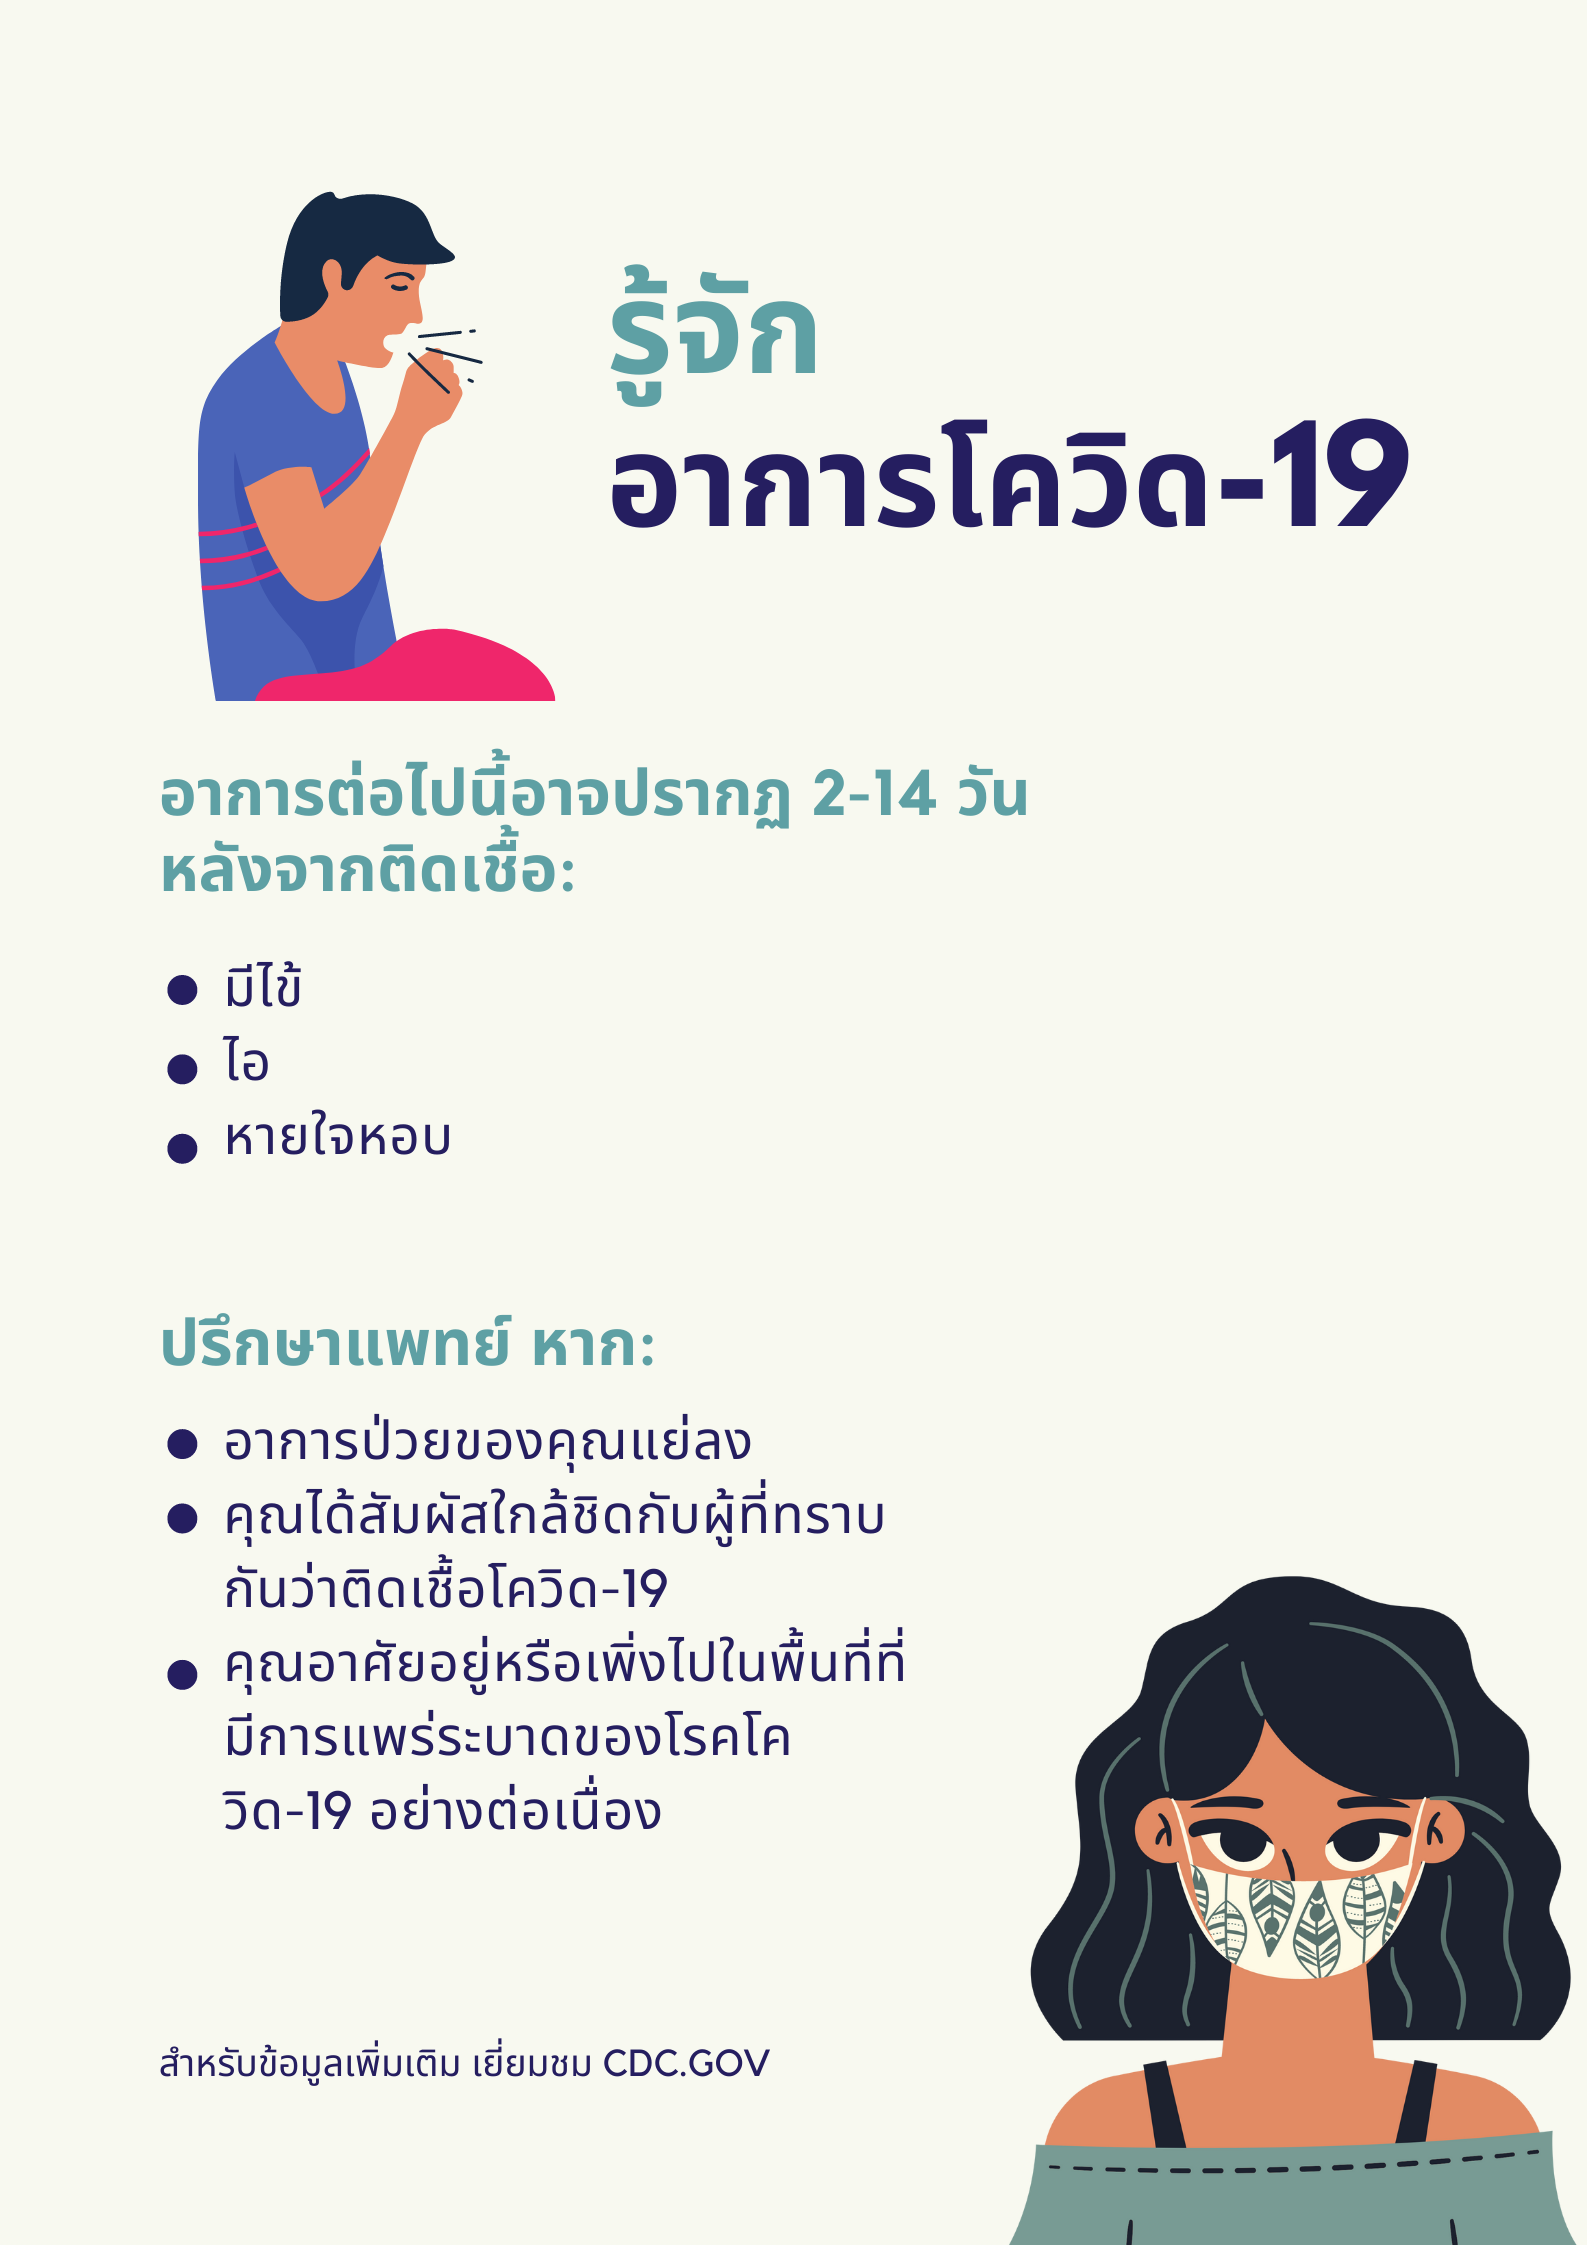 รู้จัก
อาการโควิด-19
อาการต่อไปนี้อาจปรากฏ 2-14 วัน
หลังจากติดเชื้อ:
มีไข้
ไอ
หายใจหอบ
ปรึกษาแพทย์ หาก:
อาการป่วยของคุณแย่ลง
คุณได้สัมผัสใกล้ชิดกับผู้ที่ทราบ
กันว่าติดเชื้อโควิด-19
คุณอาศัยอยู่หรือเพิ่งไปในพื้นที่ที่
มีการแพร่ระบาดของโรคโค
วิด-19 อย่างต่อเนื่อง
สำหรับข้อมูลเพิ่มเติม เยี่ยมชม CDC.GOV